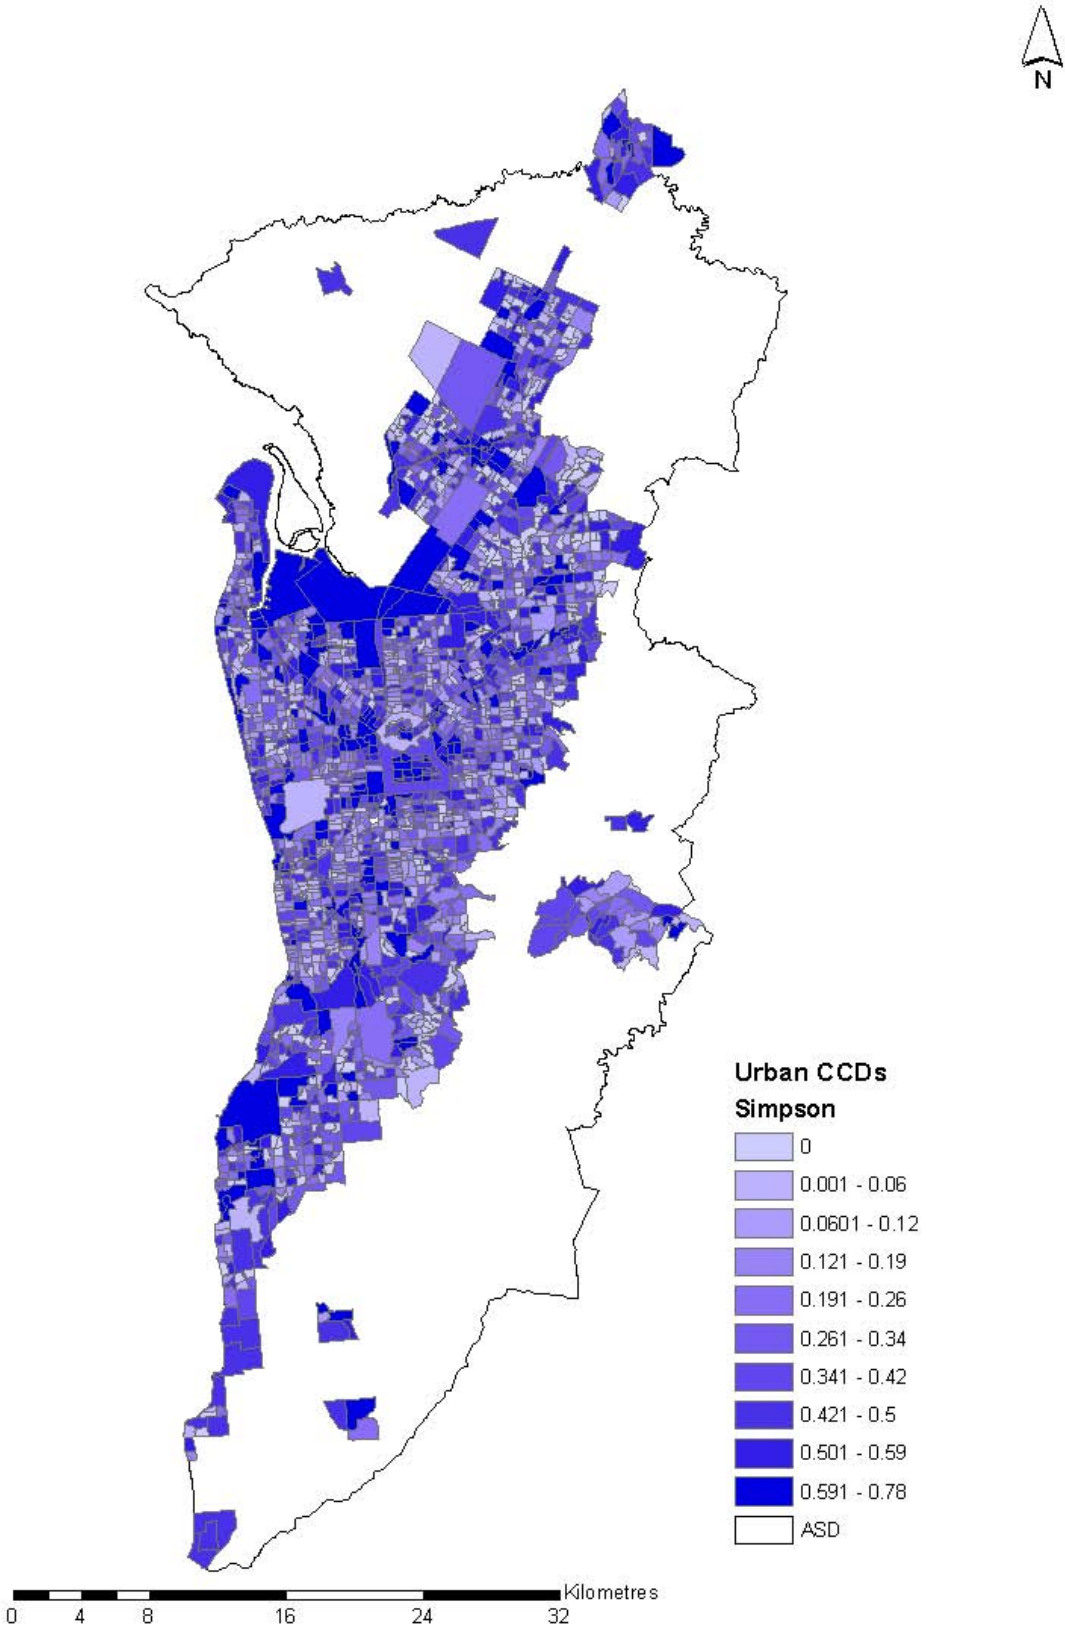 N
Urban CCDs
Simpson
0
0.001 - 0.06
0.0601 - 0.12
0.121 - 0.19
0.191 - 0.26
0.261 - 0.34
0.341 - 0.42
0.421 - 0.5
0.501 - 0.59
0.591 - 0.78
ASD
Kilometres
0 4 8 16 24 32